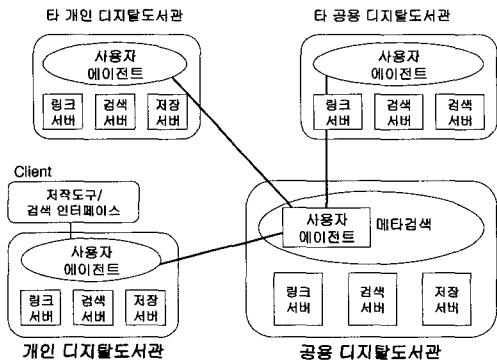 타 개인 디지탈도서관
타 공용 디지탈도서관
사용자
에이전트
링크
서버
검색
서버
저장
서버
사용자
에이전트
링크
서버
검색
서버
검색
서버
Client
저작도구/
검색 인터페이스
사용자
에이전트
링크
서버
검색
서버
저장
서버
개인 디지탈도서관
사용자
에이전트
메타검색
링크
서버
검색
서버
저장
서버
공용 디지탈도서관